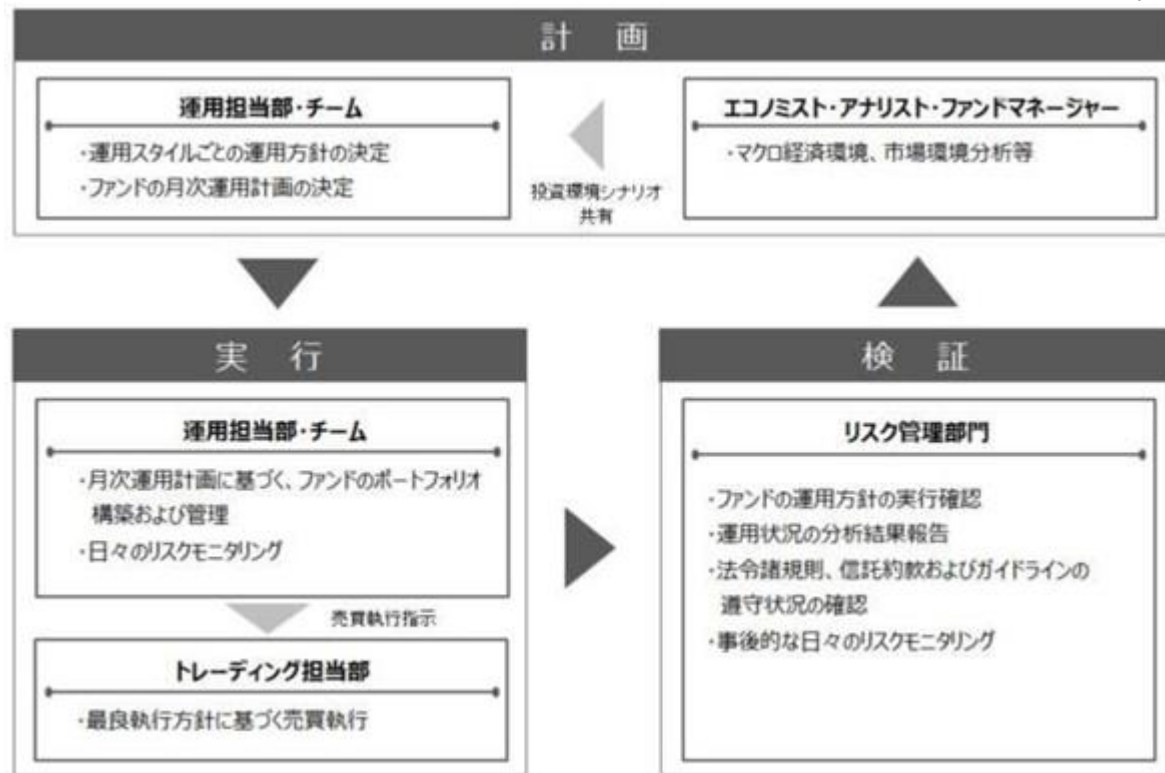 計 画
運用担当部・チーム
・運用スタイルごとの運用方針の決定
・ファンドの月次運用計画の決定
投資環境シナリオ
共有
エコノミスト・アナリスト・ファンドマネージャー
・マクロ経済環境、市場環境分析等
実 行
運用担当部・チーム
・月次運用計画に基づく、ファンドのポートフォリオ
構築および管理
・日々のリスクモニタリング
売買執行指示
トレーディング担当部
・最良執行方針に基づく売買執行
検 証
リスク管理部門
・ファンドの運用方針の実行確認
・運用状況の分析結果報告
・法令諸規則、信託約款およびガイドラインの
遵守状況の確認
・事後的な日々のリスクモニタリング